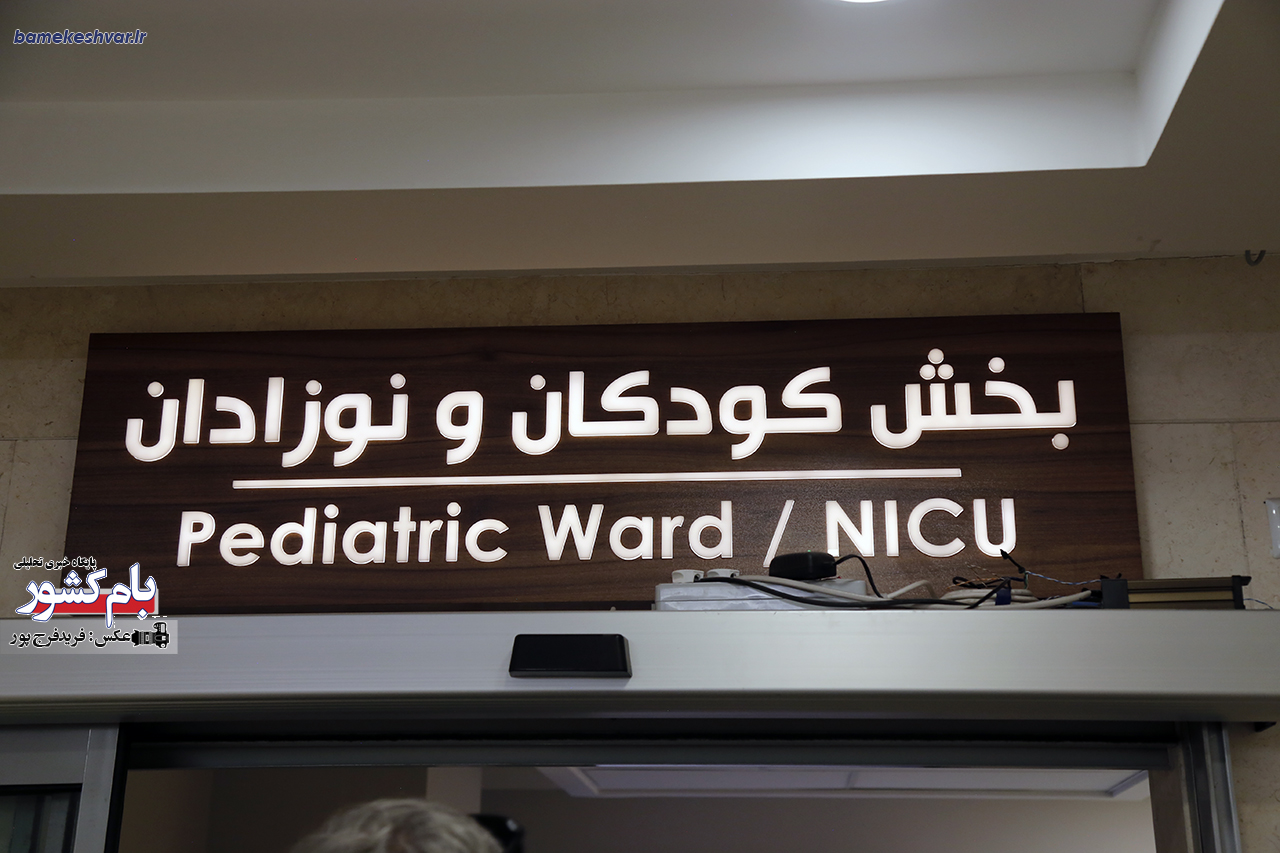 bamekeshvar.ir
بخش کودکان و نوزادان
Pediatric Ward / NICU
پایگاه خبری تحلیلی
بام کشور
عکس : فریدفرج پور